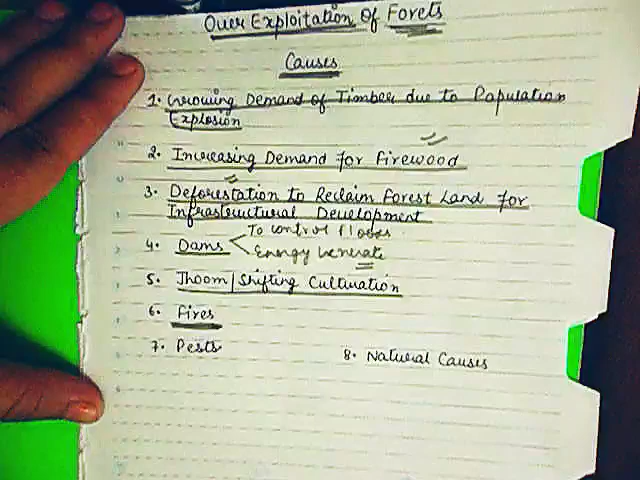 Over Exploitation Of Forets
Causes
1. Growing Demand of Timber due to Population
Explosion
2. Increasing Demand for firewood
3. Deforestation to Reclaim Forest Land for
Infrastructural Development
To control floods
4. Dams
Energy Generate
5. Jhoom/Shifting Cultivation
6. Fires
7. Pests
8. Natural Causes